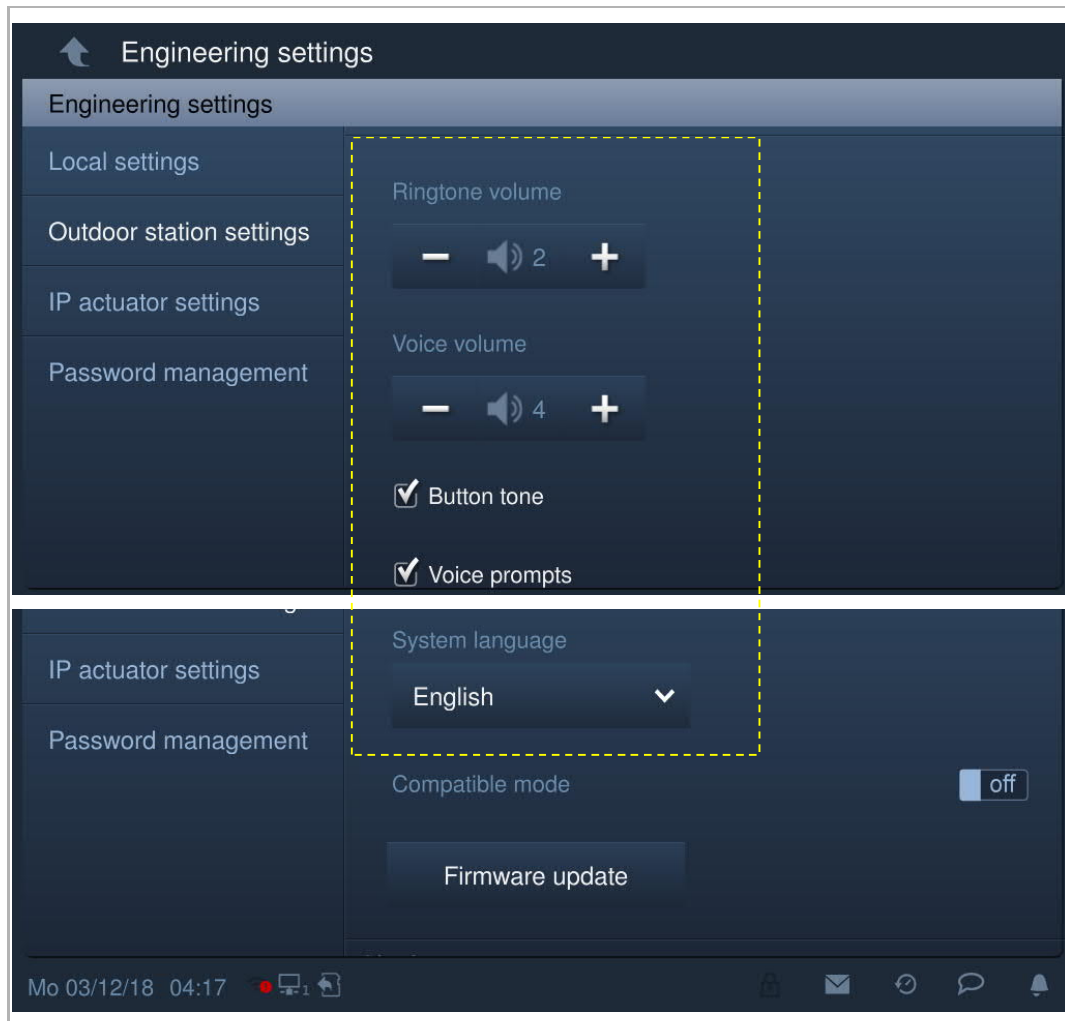 Engineering settings
Engineering settings
Local settings
Outdoor station settings
IP actuator settings
Password management
Ringtone volume
2
Voice volume
4
Button tone
Voice prompts
IP actuator settings
Password management
System language
English
Compatible mode
off
Firmware update
Mo 03/12/18 04:17
1